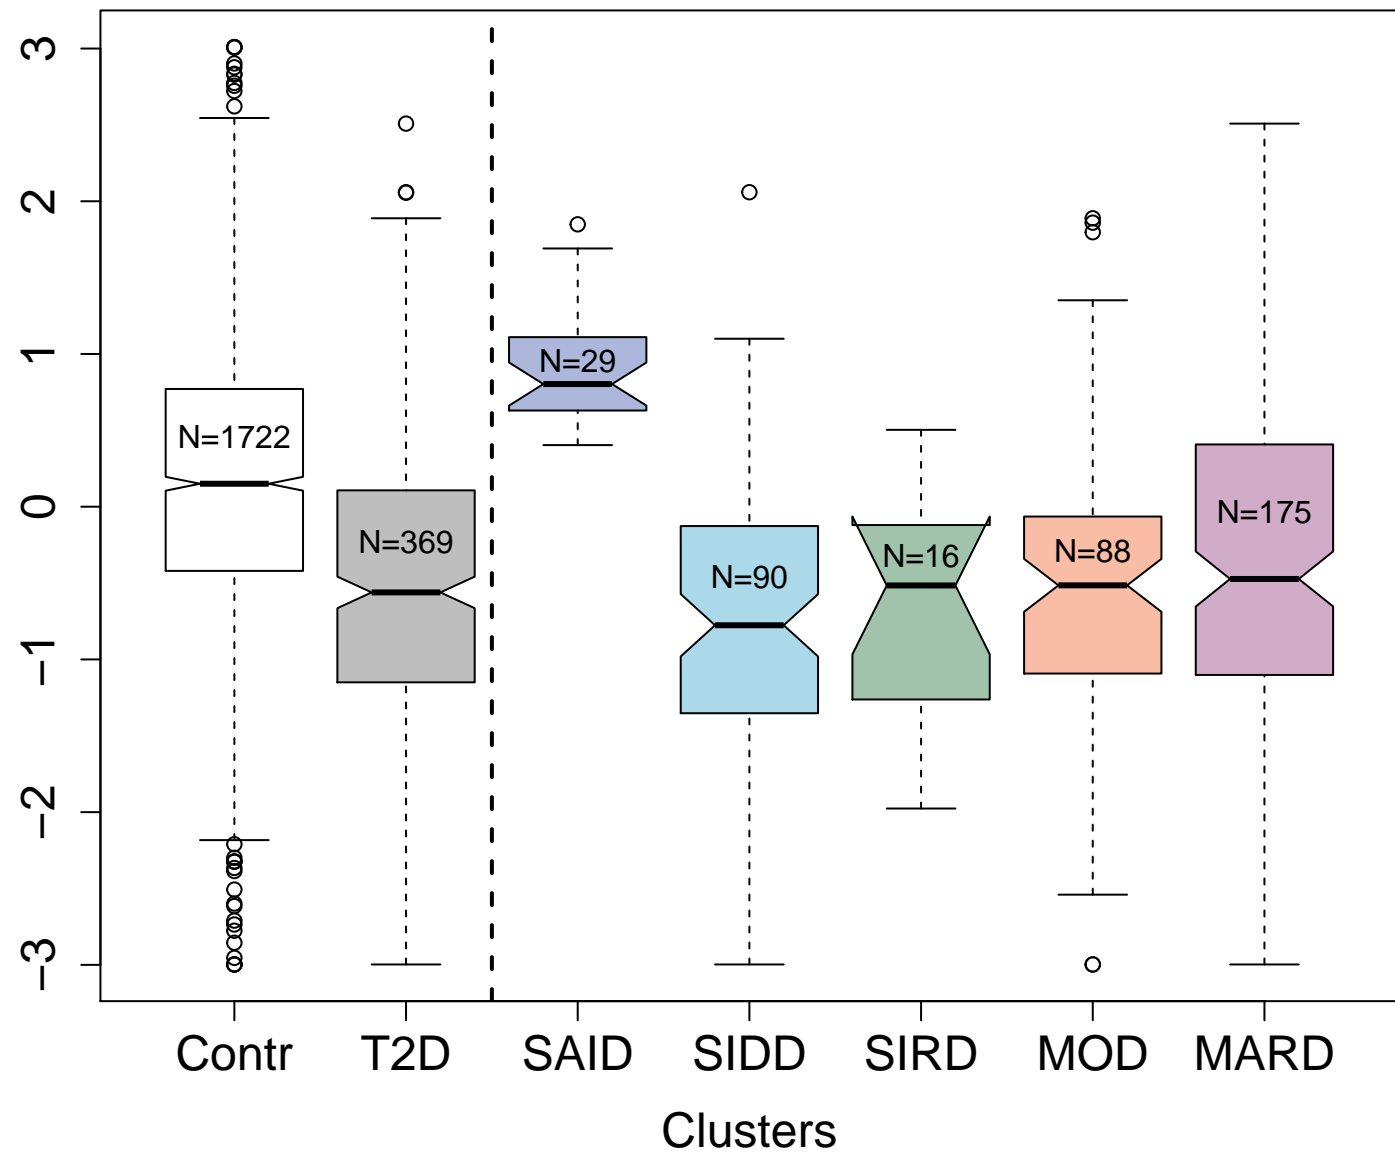 3
2
1
0
−1
−2
−3
N=1722
N=369
N=29
N=90
N=16
N=88
N=175
Contr T2D SAID SIDD SIRD MOD MARD
Clusters